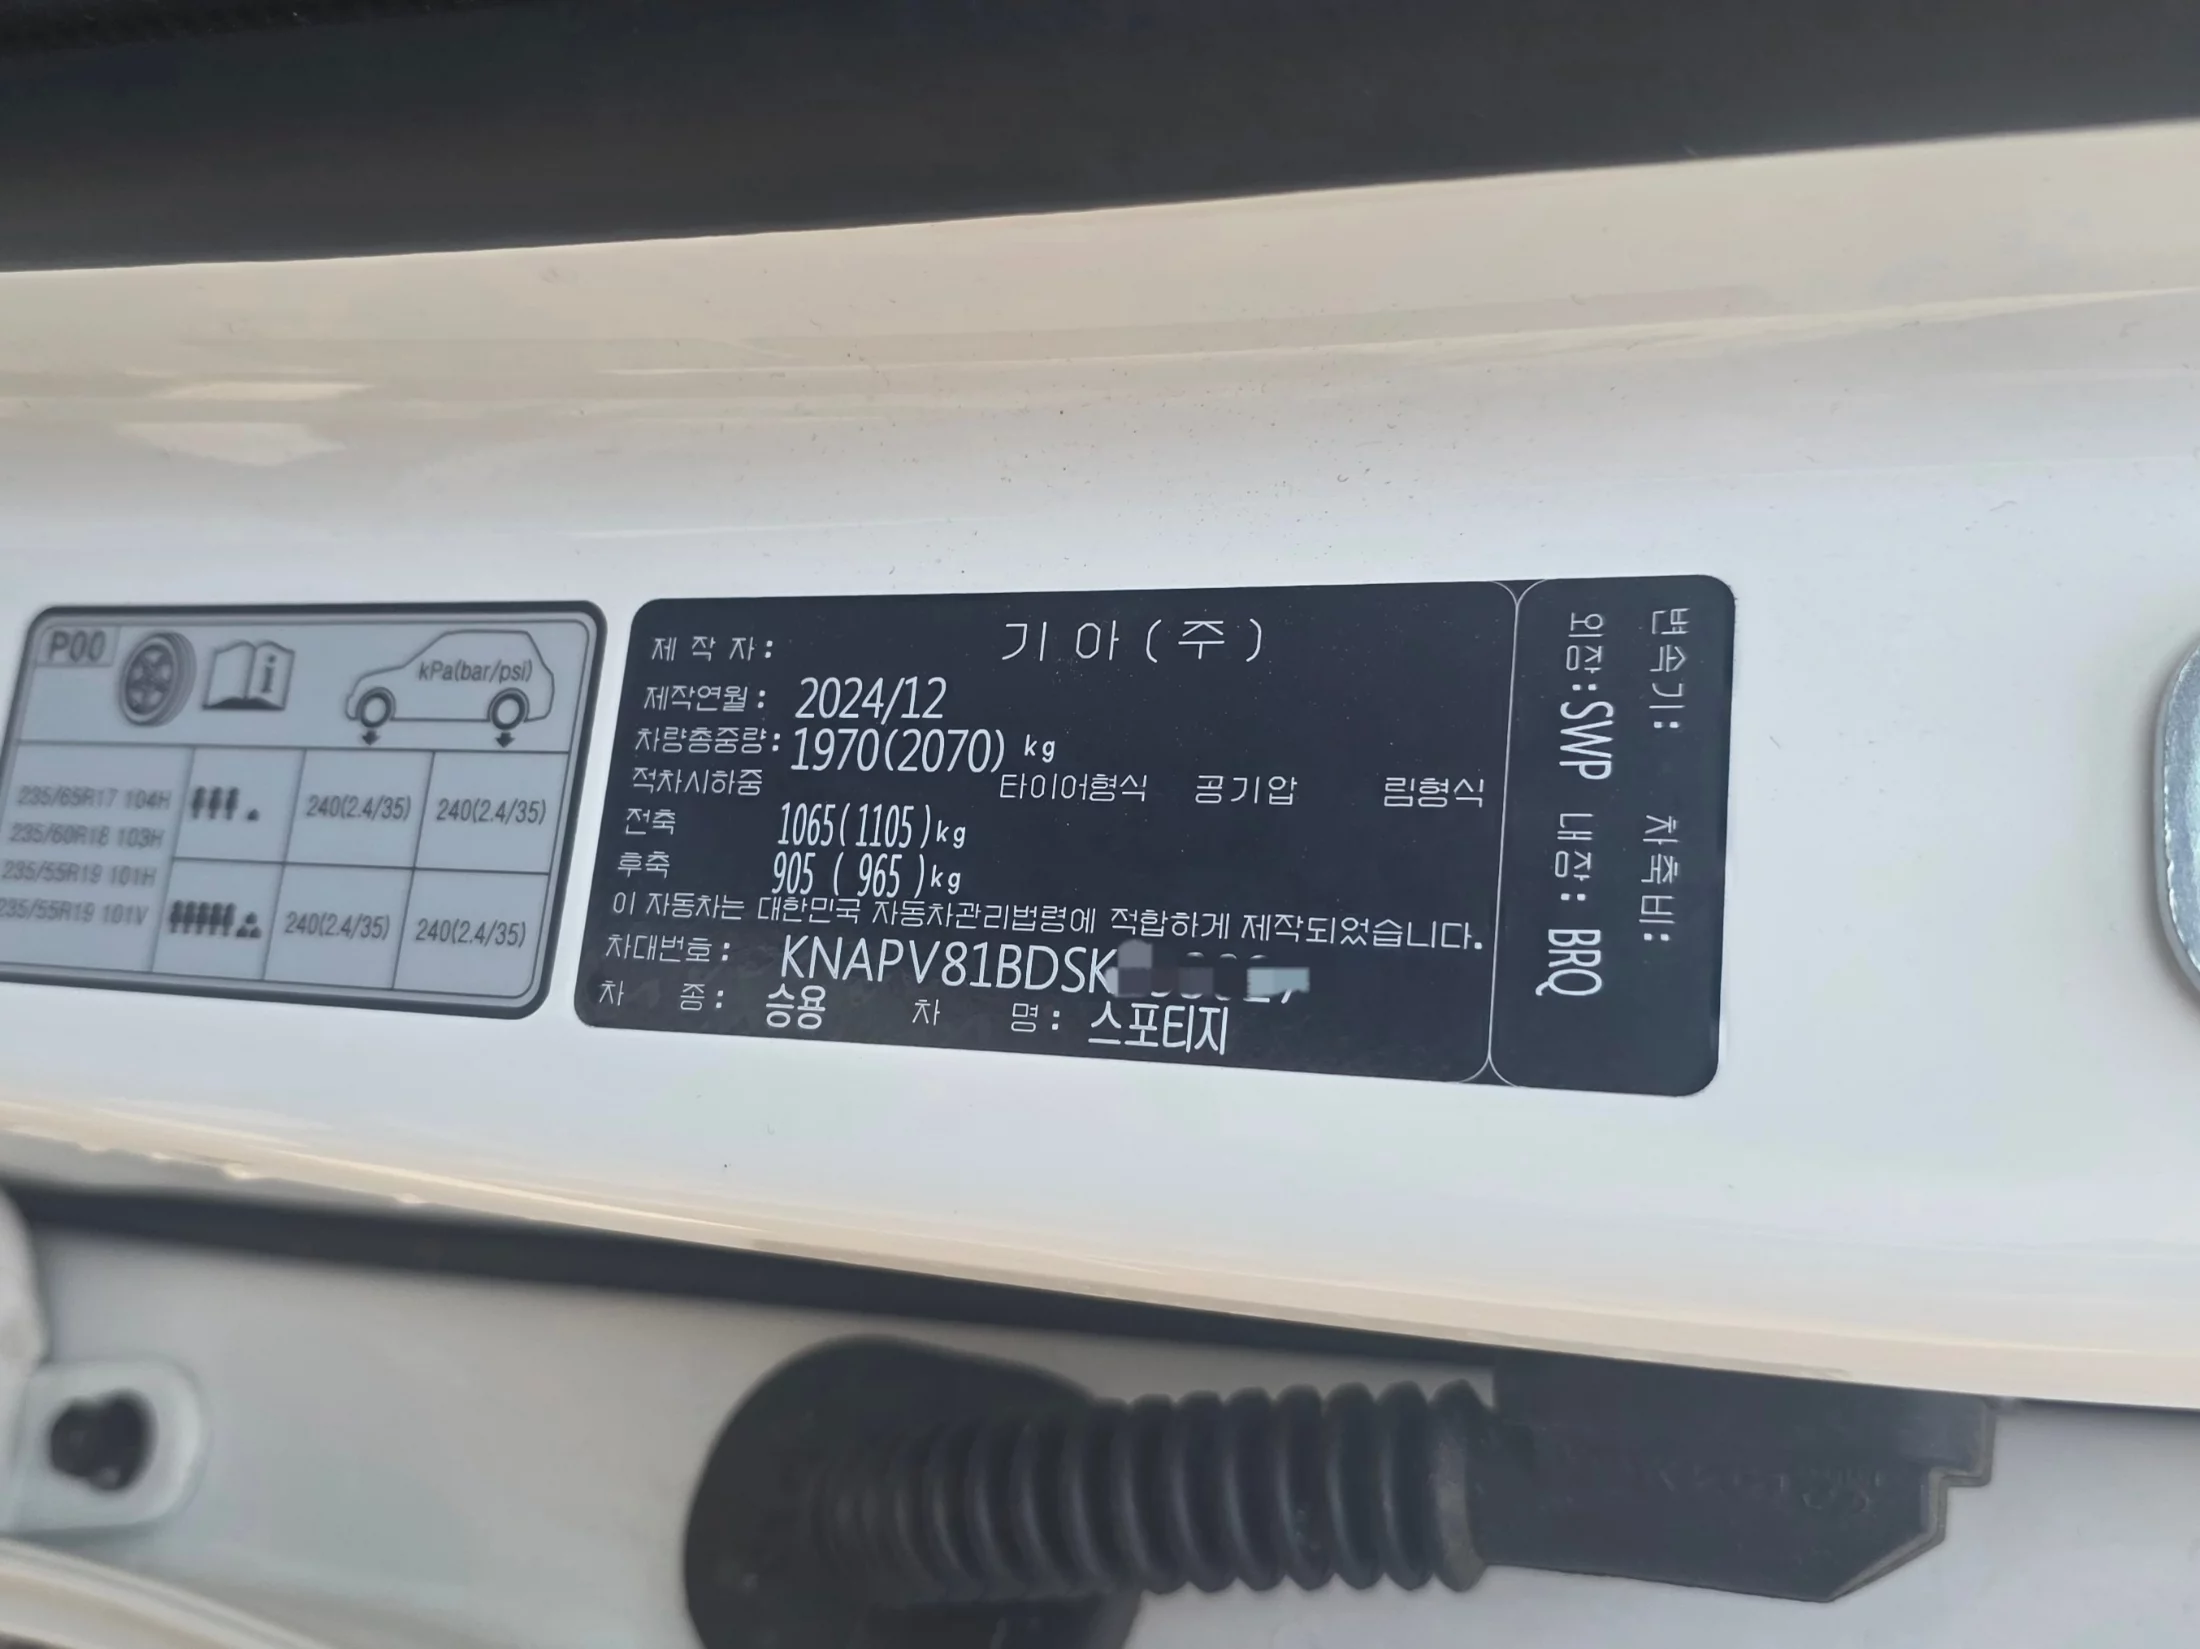 P00
kPa(bar/psi)
235/65R17 104H
235/60R18 103H
235/55R19 101H
235/55R19 101V
240(2.4/35) 240(2.4/35)
240(2.4/35) 240(2.4/35)
제 작 자 : 기 아 ( 주 )
제작연월 : 2024/12
차량총중량 : 1970(2070) kg
적차시하중 타이어형식 공기압 림형식
전축 1065(1105)kg
후축 905 ( 965 )kg
이 자동차는 대한민국 자동차관리법령에 적합하게 제작되었습니다.
차대번호 : KNAPV81BDSK
차 종 : 승용 차 명 : 스포티지
변속기: 차축비:
외장:SWP 내장: BRQ